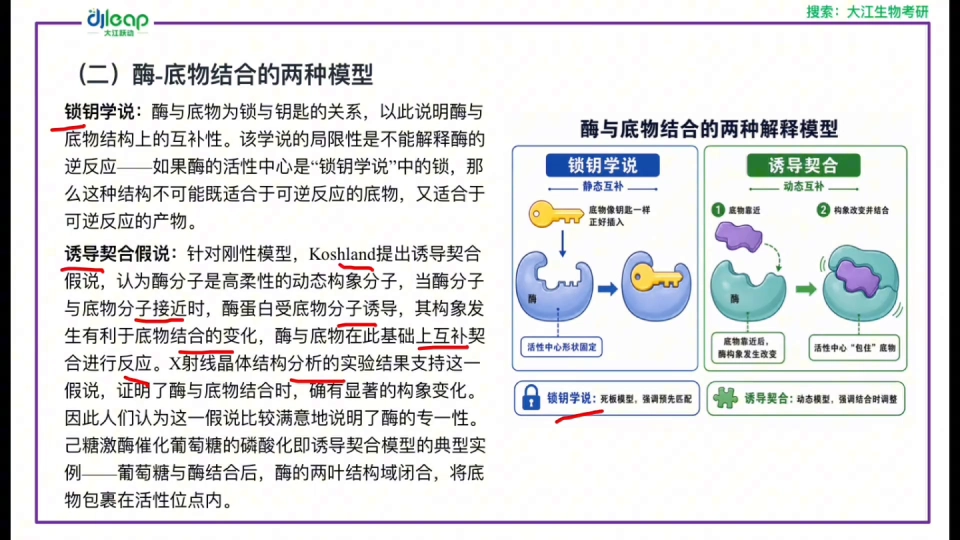 搜索：大江生物考研
djleap
大江跃动
（二）酶-底物结合的两种模型
锁钥学说：酶与底物为锁与钥匙的关系，以此说明酶与
底物结构上的互补性。该学说的局限性是不能解释酶的
逆反应——如果酶的活性中心是“锁钥学说”中的锁，那
么这种结构不可能既适合于可逆反应的底物，又适合于
可逆反应的产物。
诱导契合假说：针对刚性模型，Koshland提出诱导契合
假说，认为酶分子是高柔性的动态构象分子，当酶分子
与底物分子接近时，酶蛋白受底物分子诱导，其构象发
生有利于底物结合的变化，酶与底物在此基础上互补契
合进行反应。X射线晶体结构分析的实验结果支持这一
假说，证明了酶与底物结合时，确有显著的构象变化。
因此人们认为这一假说比较满意地说明了酶的专一性。
己糖激酶催化葡萄糖的磷酸化即诱导契合模型的典型实
例——葡萄糖与酶结合后，酶的两叶结构域闭合，将底
物包裹在活性位点内。
酶与底物结合的两种解释模型
锁钥学说
静态互补
底物像钥匙一样
正好插入
酶
活性中心形状固定
锁钥学说：死板模型，强调预先匹配
诱导契合
动态互补
1 底物靠近
2 构象改变并结合
酶
底物靠近后，
酶构象发生改变
活性中心“包住”底物
诱导契合：动态模型，强调结合时调整